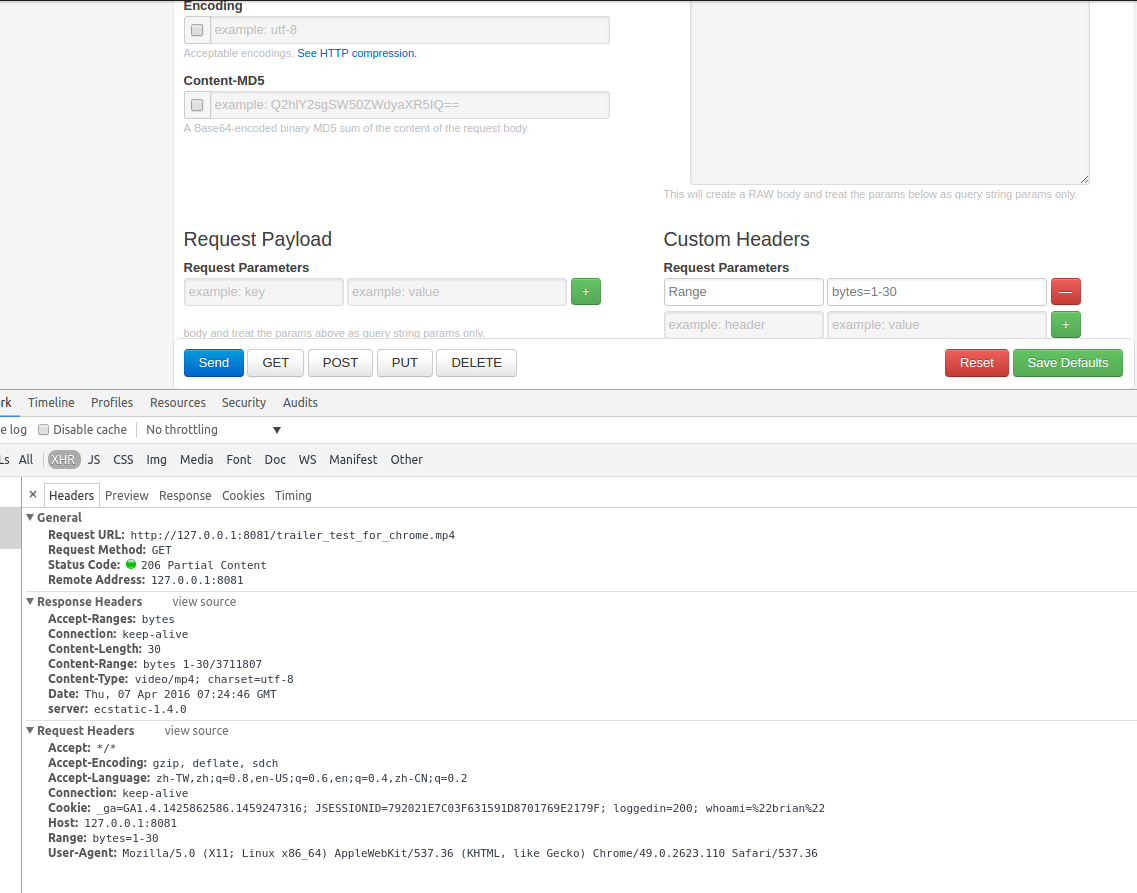 Encoding
example: utf-8
Acceptable encodings. See HTTP compression.
Content-MD5
example: Q2hlY2sgSW50ZWdyaXR5IQ==
A Base64-encoded binary MD5 sum of the content of the request body.
This will create a RAW body and treat the params below as query string params only.
Request Payload
Request Parameters
example: key example: value +
body and treat the params above as query string params only.
Custom Headers
Request Parameters
Range bytes=1-30 —
example: header example: value +
Send GET POST PUT DELETE Reset Save Defaults
rk Timeline Profiles Resources Security Audits
e log Disable cache No throttling ▼
Ls All XHR JS CSS Img Media Font Doc WS Manifest Other
× Headers Preview Response Cookies Timing
▼ General
Request URL: http://127.0.0.1:8081/trailer_test_for_chrome.mp4
Request Method: GET
Status Code: 206 Partial Content
Remote Address: 127.0.0.1:8081
▼ Response Headers view source
Accept-Ranges: bytes
Connection: keep-alive
Content-Length: 30
Content-Range: bytes 1-30/3711807
Content-Type: video/mp4; charset=utf-8
Date: Thu, 07 Apr 2016 07:24:46 GMT
server: ecstatic-1.4.0
▼ Request Headers view source
Accept: */*
Accept-Encoding: gzip, deflate, sdch
Accept-Language: zh-TW,zh;q=0.8,en-US;q=0.6,en;q=0.4,zh-CN;q=0.2
Connection: keep-alive
Cookie: _ga=GA1.4.1425862586.1459247316; JSESSIONID=792021E7C03F631591D8701769E2179F; loggedin=200; whoami=%22brian%22
Host: 127.0.0.1:8081
Range: bytes=1-30
User-Agent: Mozilla/5.0 (X11; Linux x86_64) AppleWebKit/537.36 (KHTML, like Gecko) Chrome/49.0.2623.110 Safari/537.36